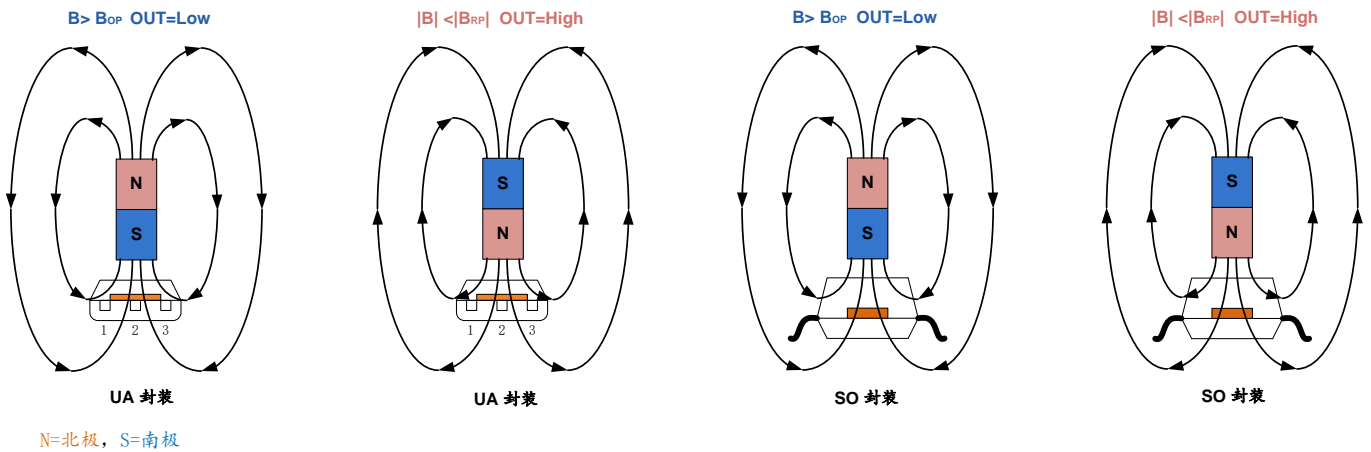 B> BOP OUT=Low
|B| <|BRP| OUT=High
B> BOP OUT=Low
|B| <|BRP| OUT=High
N
S
S
N
N
S
S
N
1 2 3
1 2 3
UA 封装
UA 封装
SO 封装
SO 封装
N=北极，S=南极